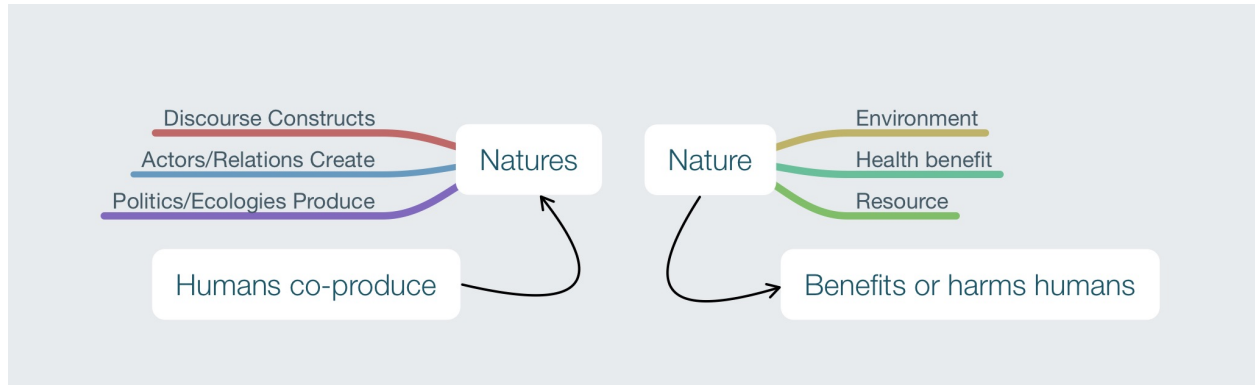 Discourse Constructs
Actors/Relations Create
Politics/Ecologies Produce
Natures
Humans co-produce
Nature
Environment
Health benefit
Resource
Benefits or harms humans